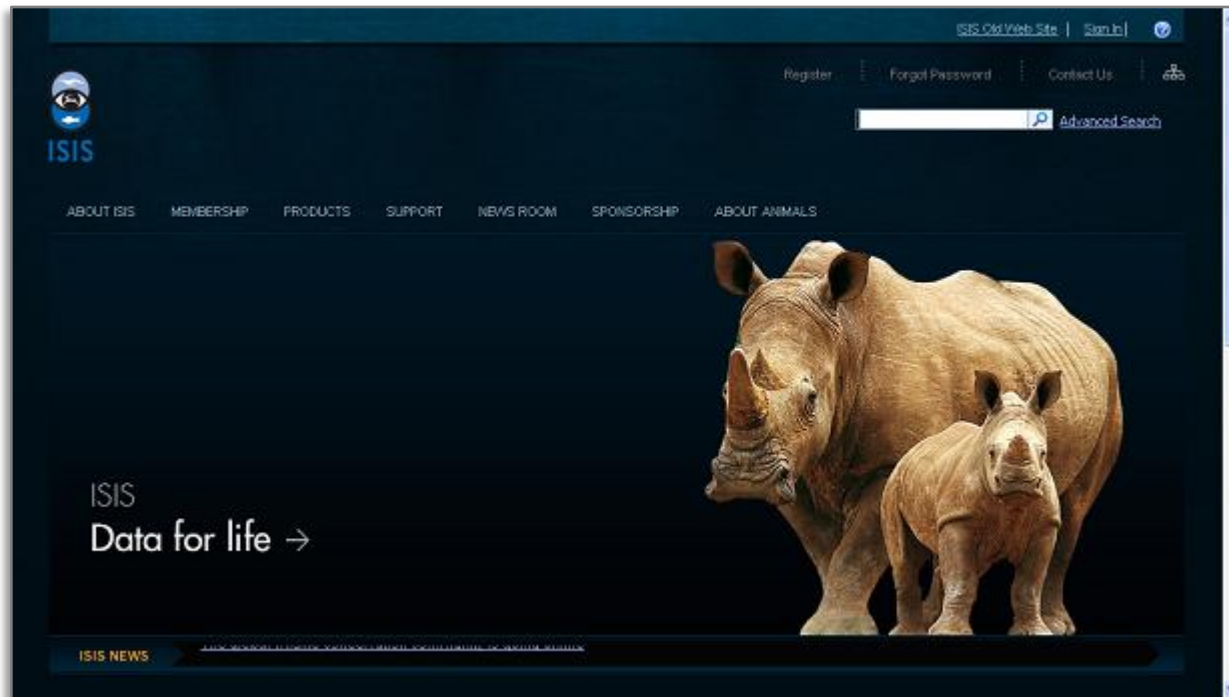 ISIS Old Web Site | Sign In |
Register Forgot Password Contact Us
Advanced Search
ISIS
ABOUT ISIS MEMBERSHIP PRODUCTS SUPPORT NEWS ROOM SPONSORSHIP ABOUT ANIMALS
ISIS
Data for life →
ISIS NEWS